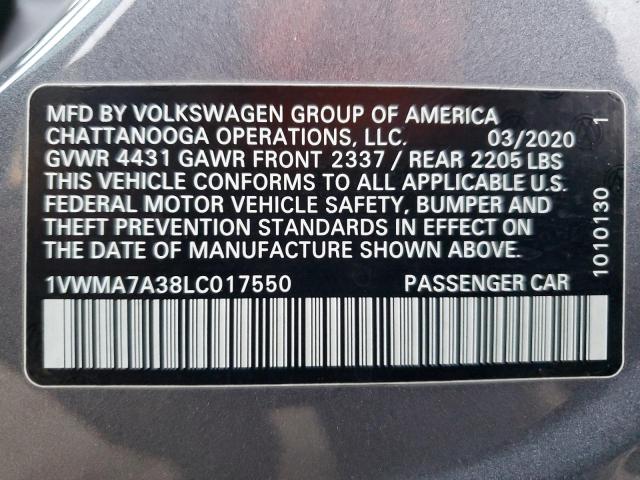 MFD BY VOLKSWAGEN GROUP OF AMERICA
CHATTANOOGA OPERATIONS, LLC. 03/2020
GVWR 4431 GAWR FRONT 2337 / REAR 2205 LBS
THIS VEHICLE CONFORMS TO ALL APPLICABLE U.S.
FEDERAL MOTOR VEHICLE SAFETY, BUMPER AND
THEFT PREVENTION STANDARDS IN EFFECT ON
THE DATE OF MANUFACTURE SHOWN ABOVE.
1VWMA7A38LC017550 PASSENGER CAR
1010130 1